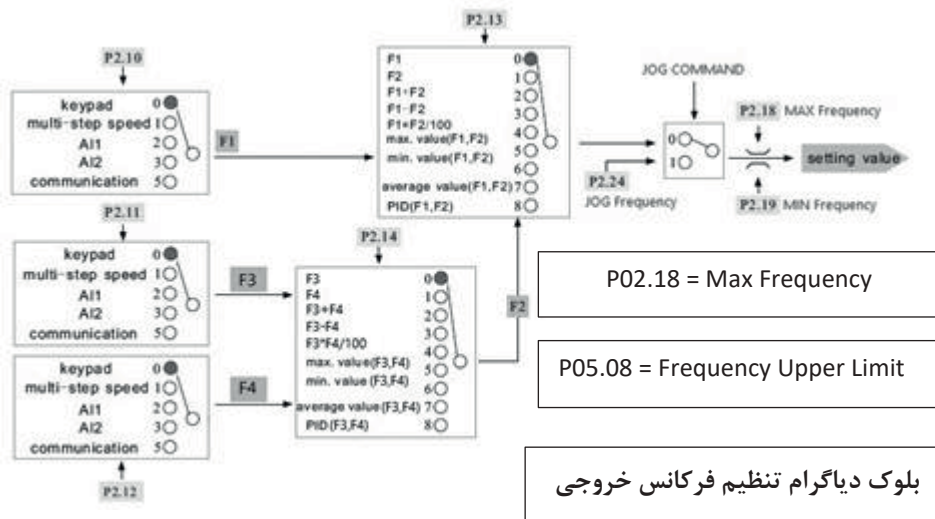 P2.10
keypad 0
multi-step speed 1
AI1 2
AI2 3
communication 5
F1
P2.13
F1 0
F2 1
F1+F2 2
F1-F2 3
F1*F2/100 4
max. value(F1,F2) 5
min. value(F1,F2) 6
average value(F1,F2) 7
PID(F1,F2) 8
JOG COMMAND
0
1
P2.24
JOG Frequency
P2.18 MAX Frequency
setting value
P2.19 MIN Frequency
P2.11
keypad 0
multi-step speed 1
AI1 2
AI2 3
communication 5
F3
P2.14
F3 0
F4 1
F3+F4 2
F3-F4 3
F3*F4/100 4
max. value(F3,F4) 5
min. value (F3,F4) 6
average value(F3,F4) 7
PID(F3,F4) 8
F2
keypad 0
multi-step speed 1
AI1 2
AI2 3
communication 5
F4
P2.12
P02.18 = Max Frequency
P05.08 = Frequency Upper Limit
بلوک دیاگرام تنظیم فرکانس خروجی